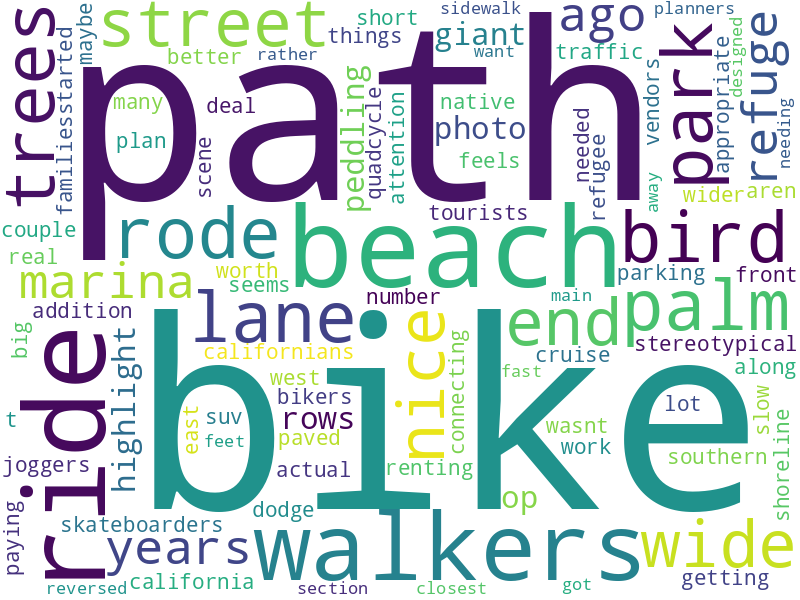 path
bike
beach
ride
walkers
street
trees
park
refuge
bird
palm
end
lane
rode
nice
wide
years
marina
ago
giant
photo
highlight
peddling
rows
op
short
things
sidewalk
planners
want
traffic
better
rather
maybe
many
deal
plan
scene
familiesstarted
quadcycle
attention
native
feels
needed
refugee
vendors
appropriate
designed
needing
away
wider
aren
tourists
couple
real
worth
seems
number
main
parking
front
addition
big
californians
connecting
cruise
stereotypical
along
west
bikers
fast
lot
east
suv
feet
paved
wasnt
work
southern
slow
shoreline
t
joggers
actual
renting
dodge
paying
skateboarders
reversed
california
section
closest
got
getting